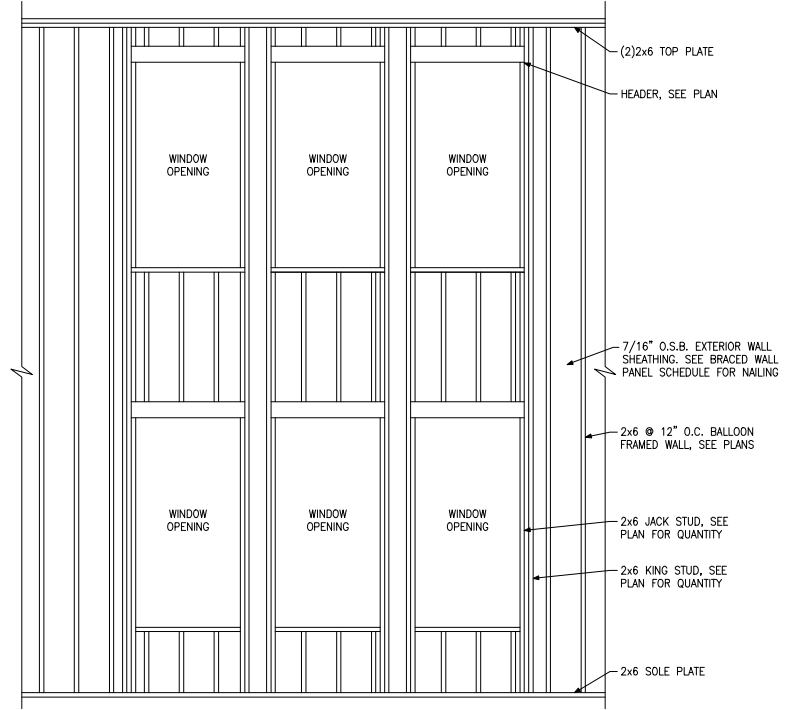 (2)2x6 TOP PLATE
HEADER, SEE PLAN
WINDOW
OPENING
WINDOW
OPENING
WINDOW
OPENING
7/16" O.S.B. EXTERIOR WALL
SHEATHING. SEE BRACED WALL
PANEL SCHEDULE FOR NAILING
2x6 @ 12" O.C. BALLOON
FRAMED WALL, SEE PLANS
WINDOW
OPENING
WINDOW
OPENING
WINDOW
OPENING
2x6 JACK STUD, SEE
PLAN FOR QUANTITY
2x6 KING STUD, SEE
PLAN FOR QUANTITY
2x6 SOLE PLATE